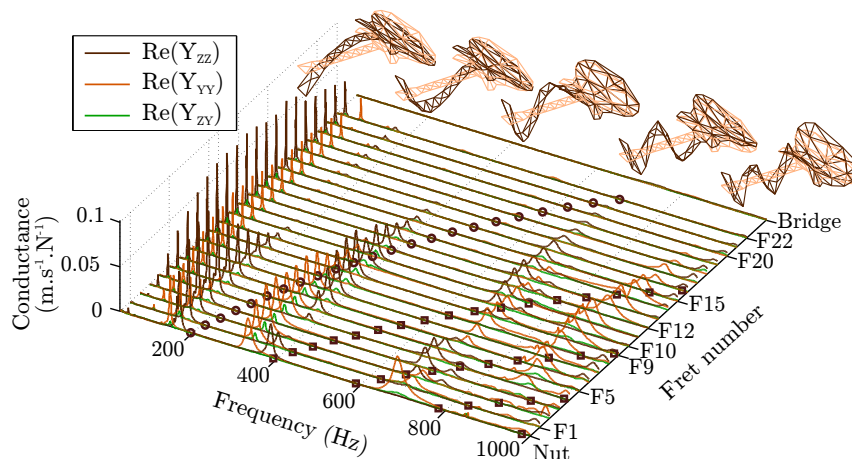 Re(Y_ZZ)
Re(Y_YY)
Re(Y_ZY)
Conductance
(m.s⁻¹.N⁻¹)
0.1
0.05
0
200
400
600
800
1000
Frequency (Hz)
Nut
F1
F5
F9
F10
F12
F15
F20
F22
Bridge
Fret number